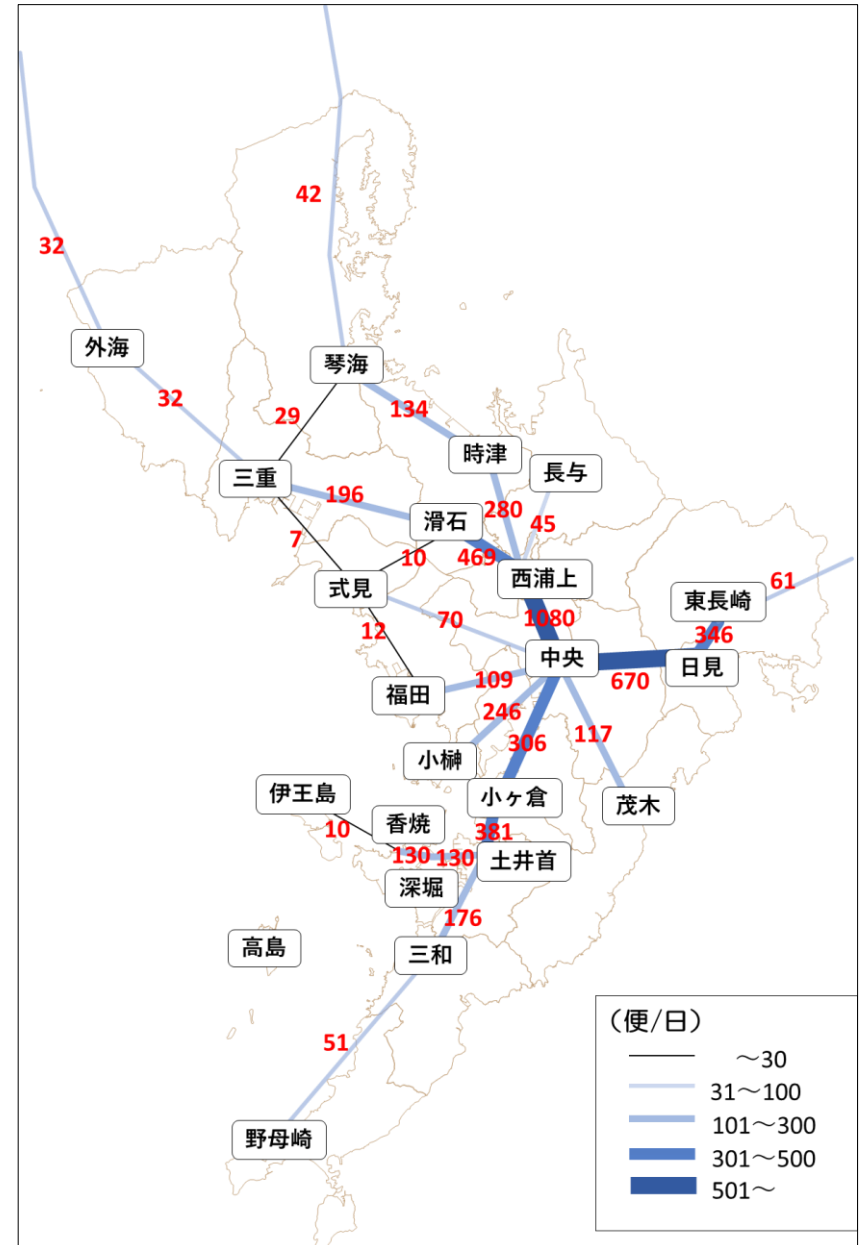 42
32
外海
琴海
32
134
29
時津
長与
三重
196
滑石
280
45
7
10
469
西浦上
61
式見
東長崎
70
1080
12
346
中央
日見
福田
109
670
246
117
306
小榊
伊王島
小ヶ倉
茂木
10
香焼
381
130
130
土井首
深堀
176
高島
三和
51
野母崎
（便/日）
～30
31～100
101～300
301～500
501～